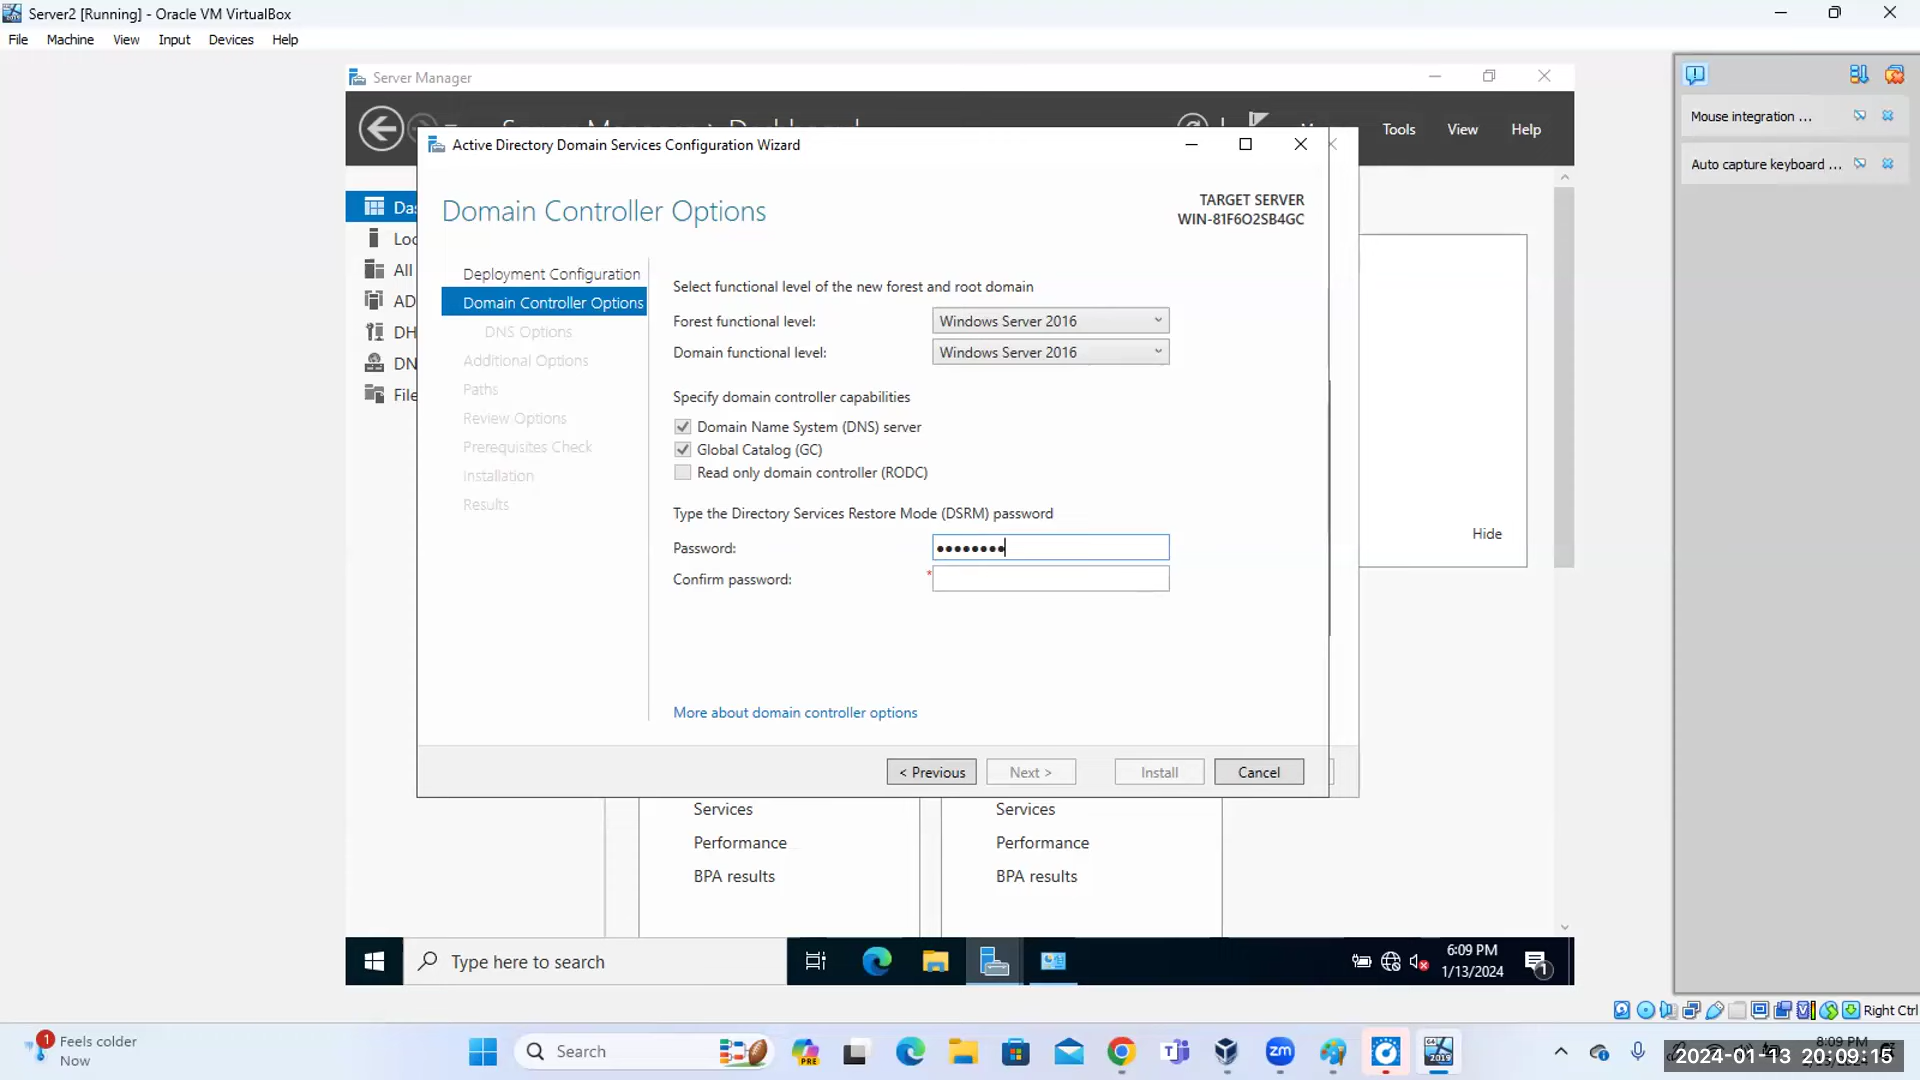 Server2 [Running] - Oracle VM VirtualBox
File Machine View Input Devices Help
Server Manager
Tools View Help
Mouse integration ...
Auto capture keyboard ...
Active Directory Domain Services Configuration Wizard
Domain Controller Options
TARGET SERVER
WIN-81F6O2SB4GC
Deployment Configuration
Domain Controller Options
DNS Options
Additional Options
Paths
Review Options
Prerequisites Check
Installation
Results
Select functional level of the new forest and root domain
Forest functional level: Windows Server 2016
Domain functional level: Windows Server 2016
Specify domain controller capabilities
Domain Name System (DNS) server
Global Catalog (GC)
Read only domain controller (RODC)
Type the Directory Services Restore Mode (DSRM) password
Password: ••••••••
Confirm password: *
More about domain controller options
< Previous Next > Install Cancel
All
Hide
Services
Performance
BPA results
Services
Performance
BPA results
Type here to search
6:09 PM
1/13/2024
1
Right Ctrl
1
Feels colder
Now
Search
PRE
64
2019
2024-01-13 20:09:15